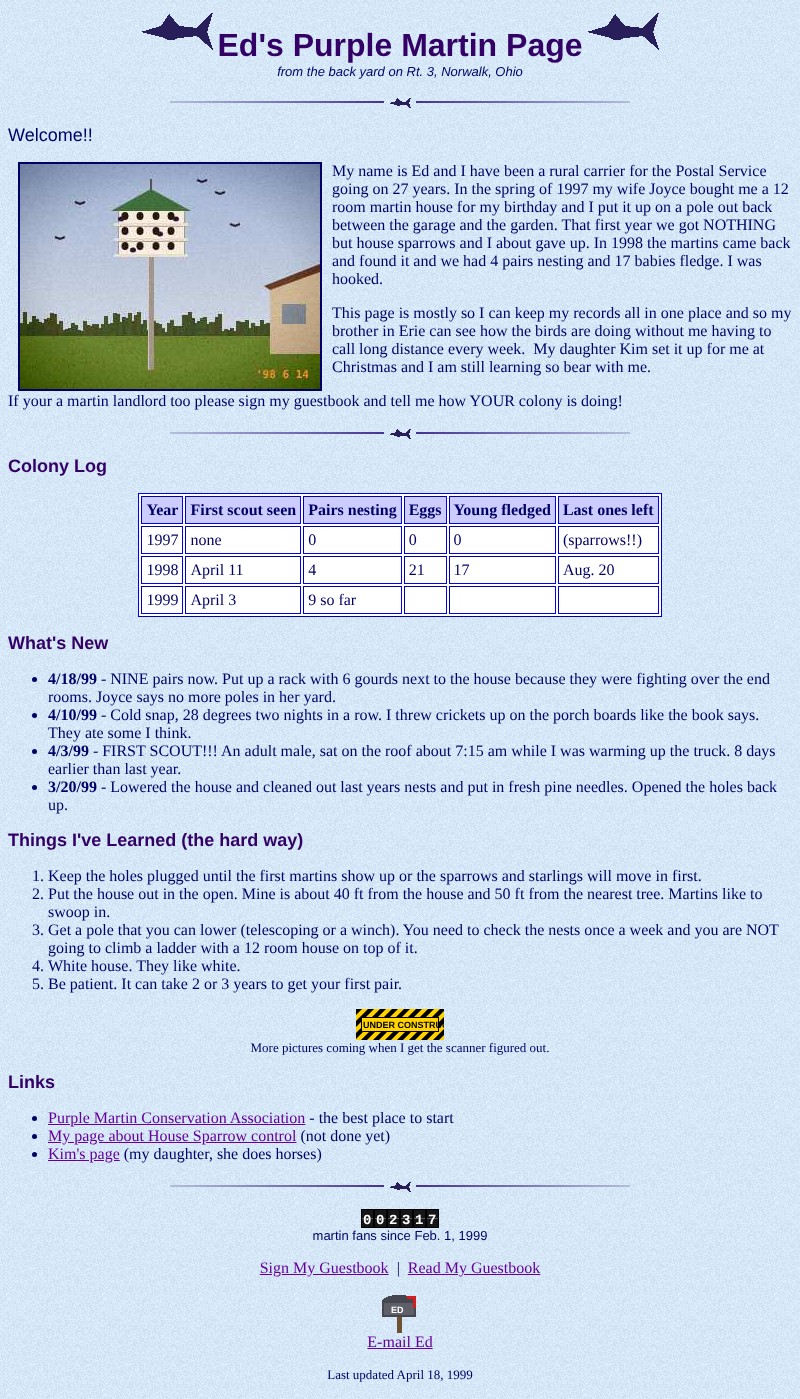 Ed's Purple Martin Page
from the back yard on Rt. 3, Norwalk, Ohio
Welcome!!
My name is Ed and I have been a rural carrier for the Postal Service
going on 27 years. In the spring of 1997 my wife Joyce bought me a 12
room martin house for my birthday and I put it up on a pole out back
between the garage and the garden. That first year we got NOTHING
but house sparrows and I about gave up. In 1998 the martins came back
and found it and we had 4 pairs nesting and 17 babies fledge. I was
hooked.
This page is mostly so I can keep my records all in one place and so my
brother in Erie can see how the birds are doing without me having to
call long distance every week.  My daughter Kim set it up for me at
Christmas and I am still learning so bear with me.
'98 6 14
If your a martin landlord too please sign my guestbook and tell me how YOUR colony is doing!
Colony Log
Year First scout seen Pairs nesting Eggs Young fledged Last ones left
1997 none 0 0 0 (sparrows!!)
1998 April 11 4 21 17 Aug. 20
1999 April 3 9 so far
What's New
4/18/99 - NINE pairs now. Put up a rack with 6 gourds next to the house because they were fighting over the end
rooms. Joyce says no more poles in her yard.
4/10/99 - Cold snap, 28 degrees two nights in a row. I threw crickets up on the porch boards like the book says.
They ate some I think.
4/3/99 - FIRST SCOUT!!! An adult male, sat on the roof about 7:15 am while I was warming up the truck. 8 days
earlier than last year.
3/20/99 - Lowered the house and cleaned out last years nests and put in fresh pine needles. Opened the holes back
up.
Things I've Learned (the hard way)
1. Keep the holes plugged until the first martins show up or the sparrows and starlings will move in first.
2. Put the house out in the open. Mine is about 40 ft from the house and 50 ft from the nearest tree. Martins like to
swoop in.
3. Get a pole that you can lower (telescoping or a winch). You need to check the nests once a week and you are NOT
going to climb a ladder with a 12 room house on top of it.
4. White house. They like white.
5. Be patient. It can take 2 or 3 years to get your first pair.
UNDER CONSTRU
More pictures coming when I get the scanner figured out.
Links
Purple Martin Conservation Association - the best place to start
My page about House Sparrow control (not done yet)
Kim's page (my daughter, she does horses)
002317
martin fans since Feb. 1, 1999
Sign My Guestbook | Read My Guestbook
ED
E-mail Ed
Last updated April 18, 1999